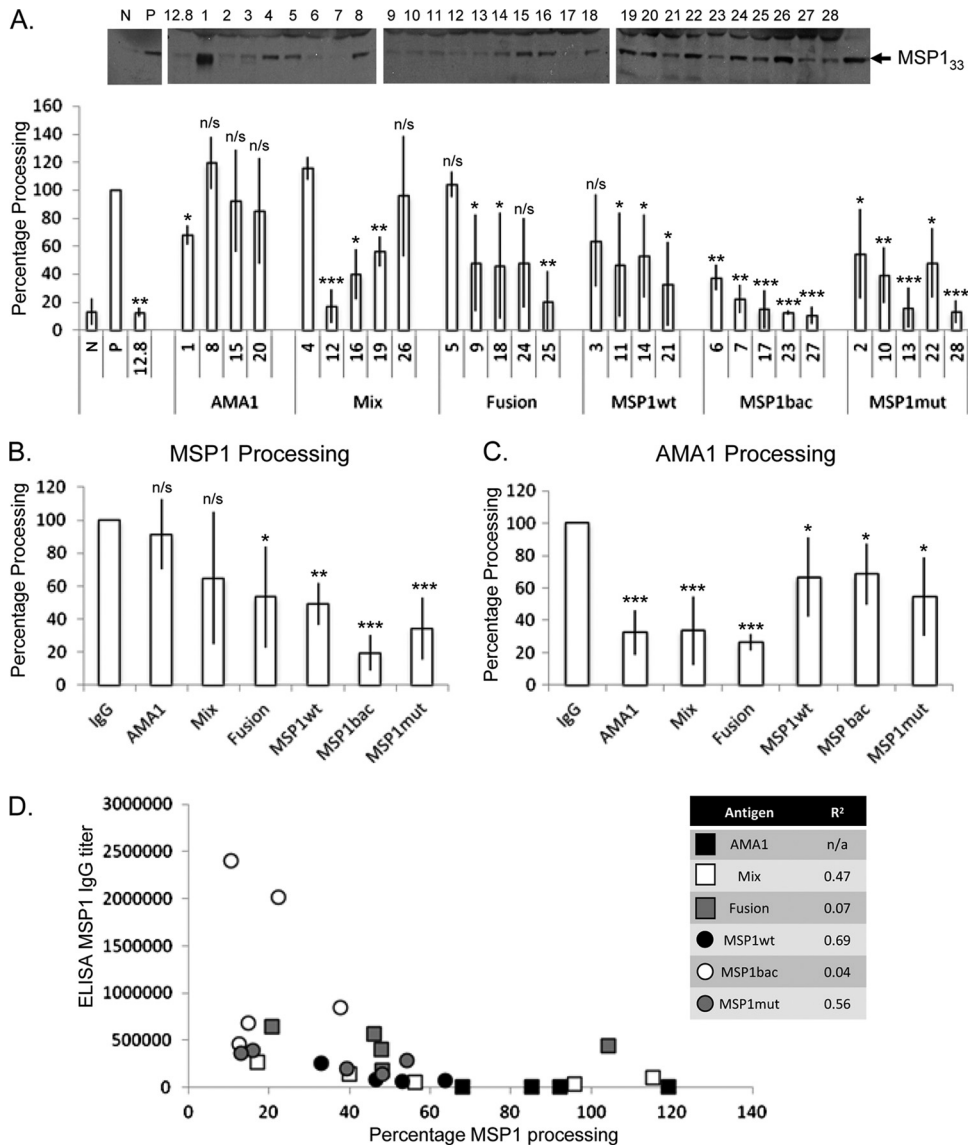 A.
N P 12.8 1 2 3 4 5 6 7 8 9 10 11 12 13 14 15 16 17 18 19 20 21 22 23 24 25 26 27 28
MSP133
Percentage Processing
160
140
120
100
80
60
40
20
0
** * n/s n/s n/s *** * ** n/s n/s * * n/s ** n/s * * * ** ** *** *** *** * ** *** * ***
N P 12.8 1 8 15 20 4 12 16 19 26 5 9 18 24 25 3 11 14 21 6 7 17 23 27 2 10 13 22 28
AMA1 Mix Fusion MSP1wt MSP1bac MSP1mut
B.
MSP1 Processing
Percentage Processing
120
100
80
60
40
20
0
n/s n/s * ** *** ***
IgG AMA1 Mix Fusion MSP1wt MSP1bac MSP1mut
C.
AMA1 Processing
Percentage Processing
120
100
80
60
40
20
0
*** *** *** * * *
IgG AMA1 Mix Fusion MSP1wt MSP bac MSP1mut
D.
ELISA MSP1 IgG titer
3000000
2500000
2000000
1500000
1000000
500000
0
0 20 40 60 80 100 120 140
Percentage MSP1 processing
Antigen R²
AMA1 n/a
Mix 0.47
Fusion 0.07
MSP1wt 0.69
MSP1bac 0.04
MSP1mut 0.56